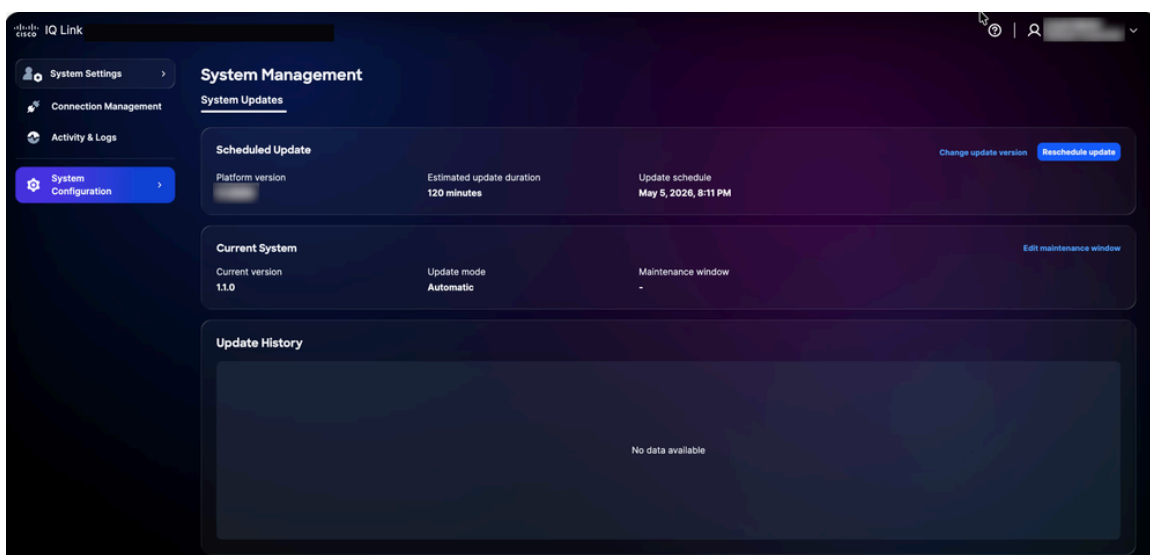 cisco IQ Link
System Settings
Connection Management
Activity & Logs
System
Configuration
System Management
System Updates
Scheduled Update
Change update version
Reschedule update
Platform version
Estimated update duration
120 minutes
Update schedule
May 5, 2026, 8:11 PM
Current System
Edit maintenance window
Current version
1.1.0
Update mode
Automatic
Maintenance window
-
Update History
No data available